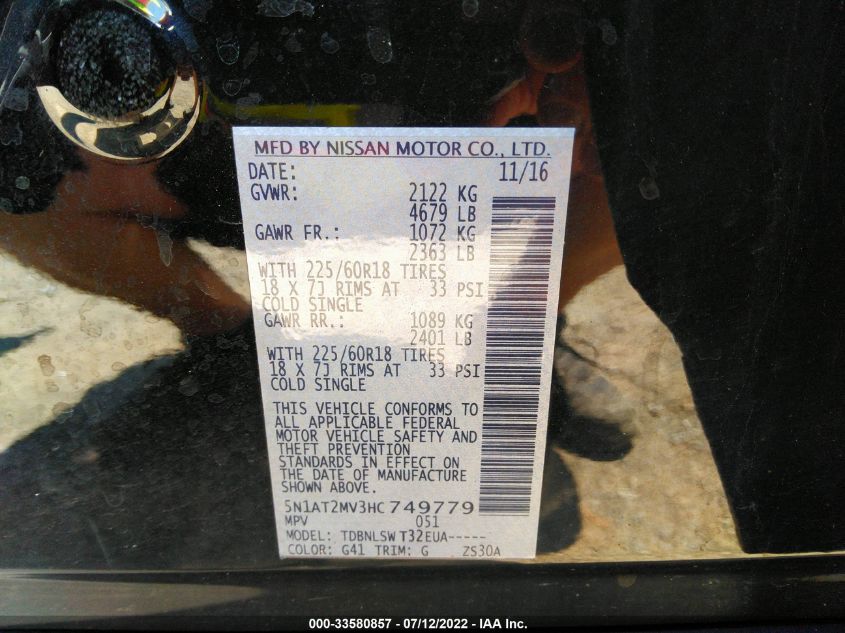 MFD BY NISSAN MOTOR CO., LTD.
DATE: 11/16
GVWR: 2122 KG
4679 LB
GAWR FR.: 1072 KG
2363 LB
WITH 225/60R18 TIRES
18 X 7J RIMS AT 33 PSI
COLD SINGLE
GAWR RR.: 1089 KG
2401 LB
WITH 225/60R18 TIRES
18 X 7J RIMS AT 33 PSI
COLD SINGLE
THIS VEHICLE CONFORMS TO
ALL APPLICABLE FEDERAL
MOTOR VEHICLE SAFETY AND
THEFT PREVENTION
STANDARDS IN EFFECT ON
THE DATE OF MANUFACTURE
SHOWN ABOVE.
5N1AT2MV3HC749779
MPV 051
MODEL: TDBNLSW T32EUA-----
COLOR: G41 TRIM: G ZS30A
000-33580857 - 07/12/2022 - IAA Inc.